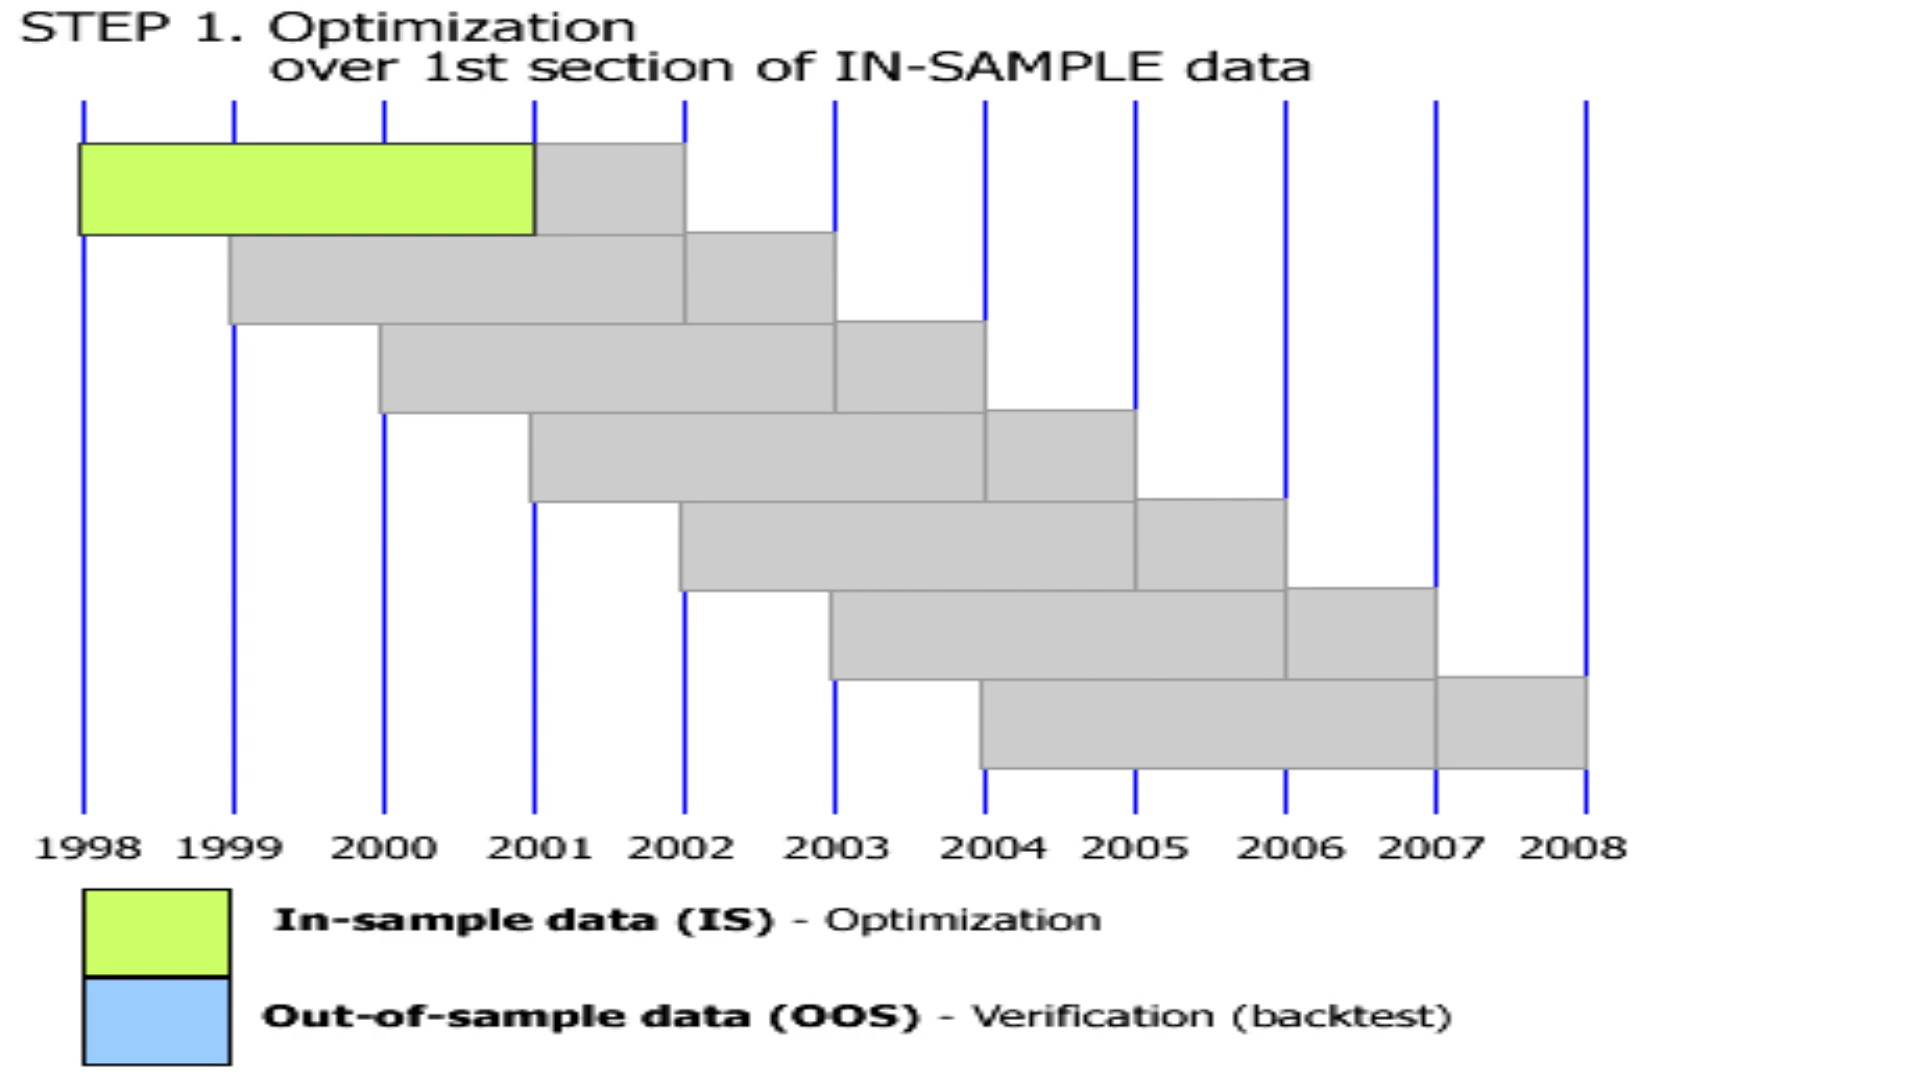 STEP 1. Optimization
over 1st section of IN-SAMPLE data
1998 1999 2000 2001 2002 2003 2004 2005 2006 2007 2008
In-sample data (IS) - Optimization
Out-of-sample data (OOS) - Verification (backtest)